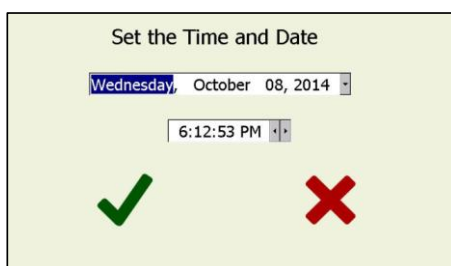 Set the Time and Date
Wednesday, October 08, 2014
6:12:53 PM